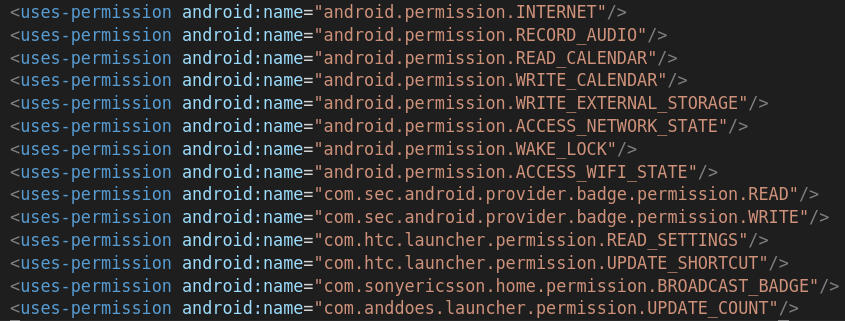 <uses-permission android:name="android.permission.INTERNET"/>
<uses-permission android:name="android.permission.RECORD_AUDIO"/>
<uses-permission android:name="android.permission.READ_CALENDAR"/>
<uses-permission android:name="android.permission.WRITE_CALENDAR"/>
<uses-permission android:name="android.permission.WRITE_EXTERNAL_STORAGE"/>
<uses-permission android:name="android.permission.ACCESS_NETWORK_STATE"/>
<uses-permission android:name="android.permission.WAKE_LOCK"/>
<uses-permission android:name="android.permission.ACCESS_WIFI_STATE"/>
<uses-permission android:name="com.sec.android.provider.badge.permission.READ"/>
<uses-permission android:name="com.sec.android.provider.badge.permission.WRITE"/>
<uses-permission android:name="com.htc.launcher.permission.READ_SETTINGS"/>
<uses-permission android:name="com.htc.launcher.permission.UPDATE_SHORTCUT"/>
<uses-permission android:name="com.sonyericsson.home.permission.BROADCAST_BADGE"/>
<uses-permission android:name="com.anddoes.launcher.permission.UPDATE_COUNT"/>